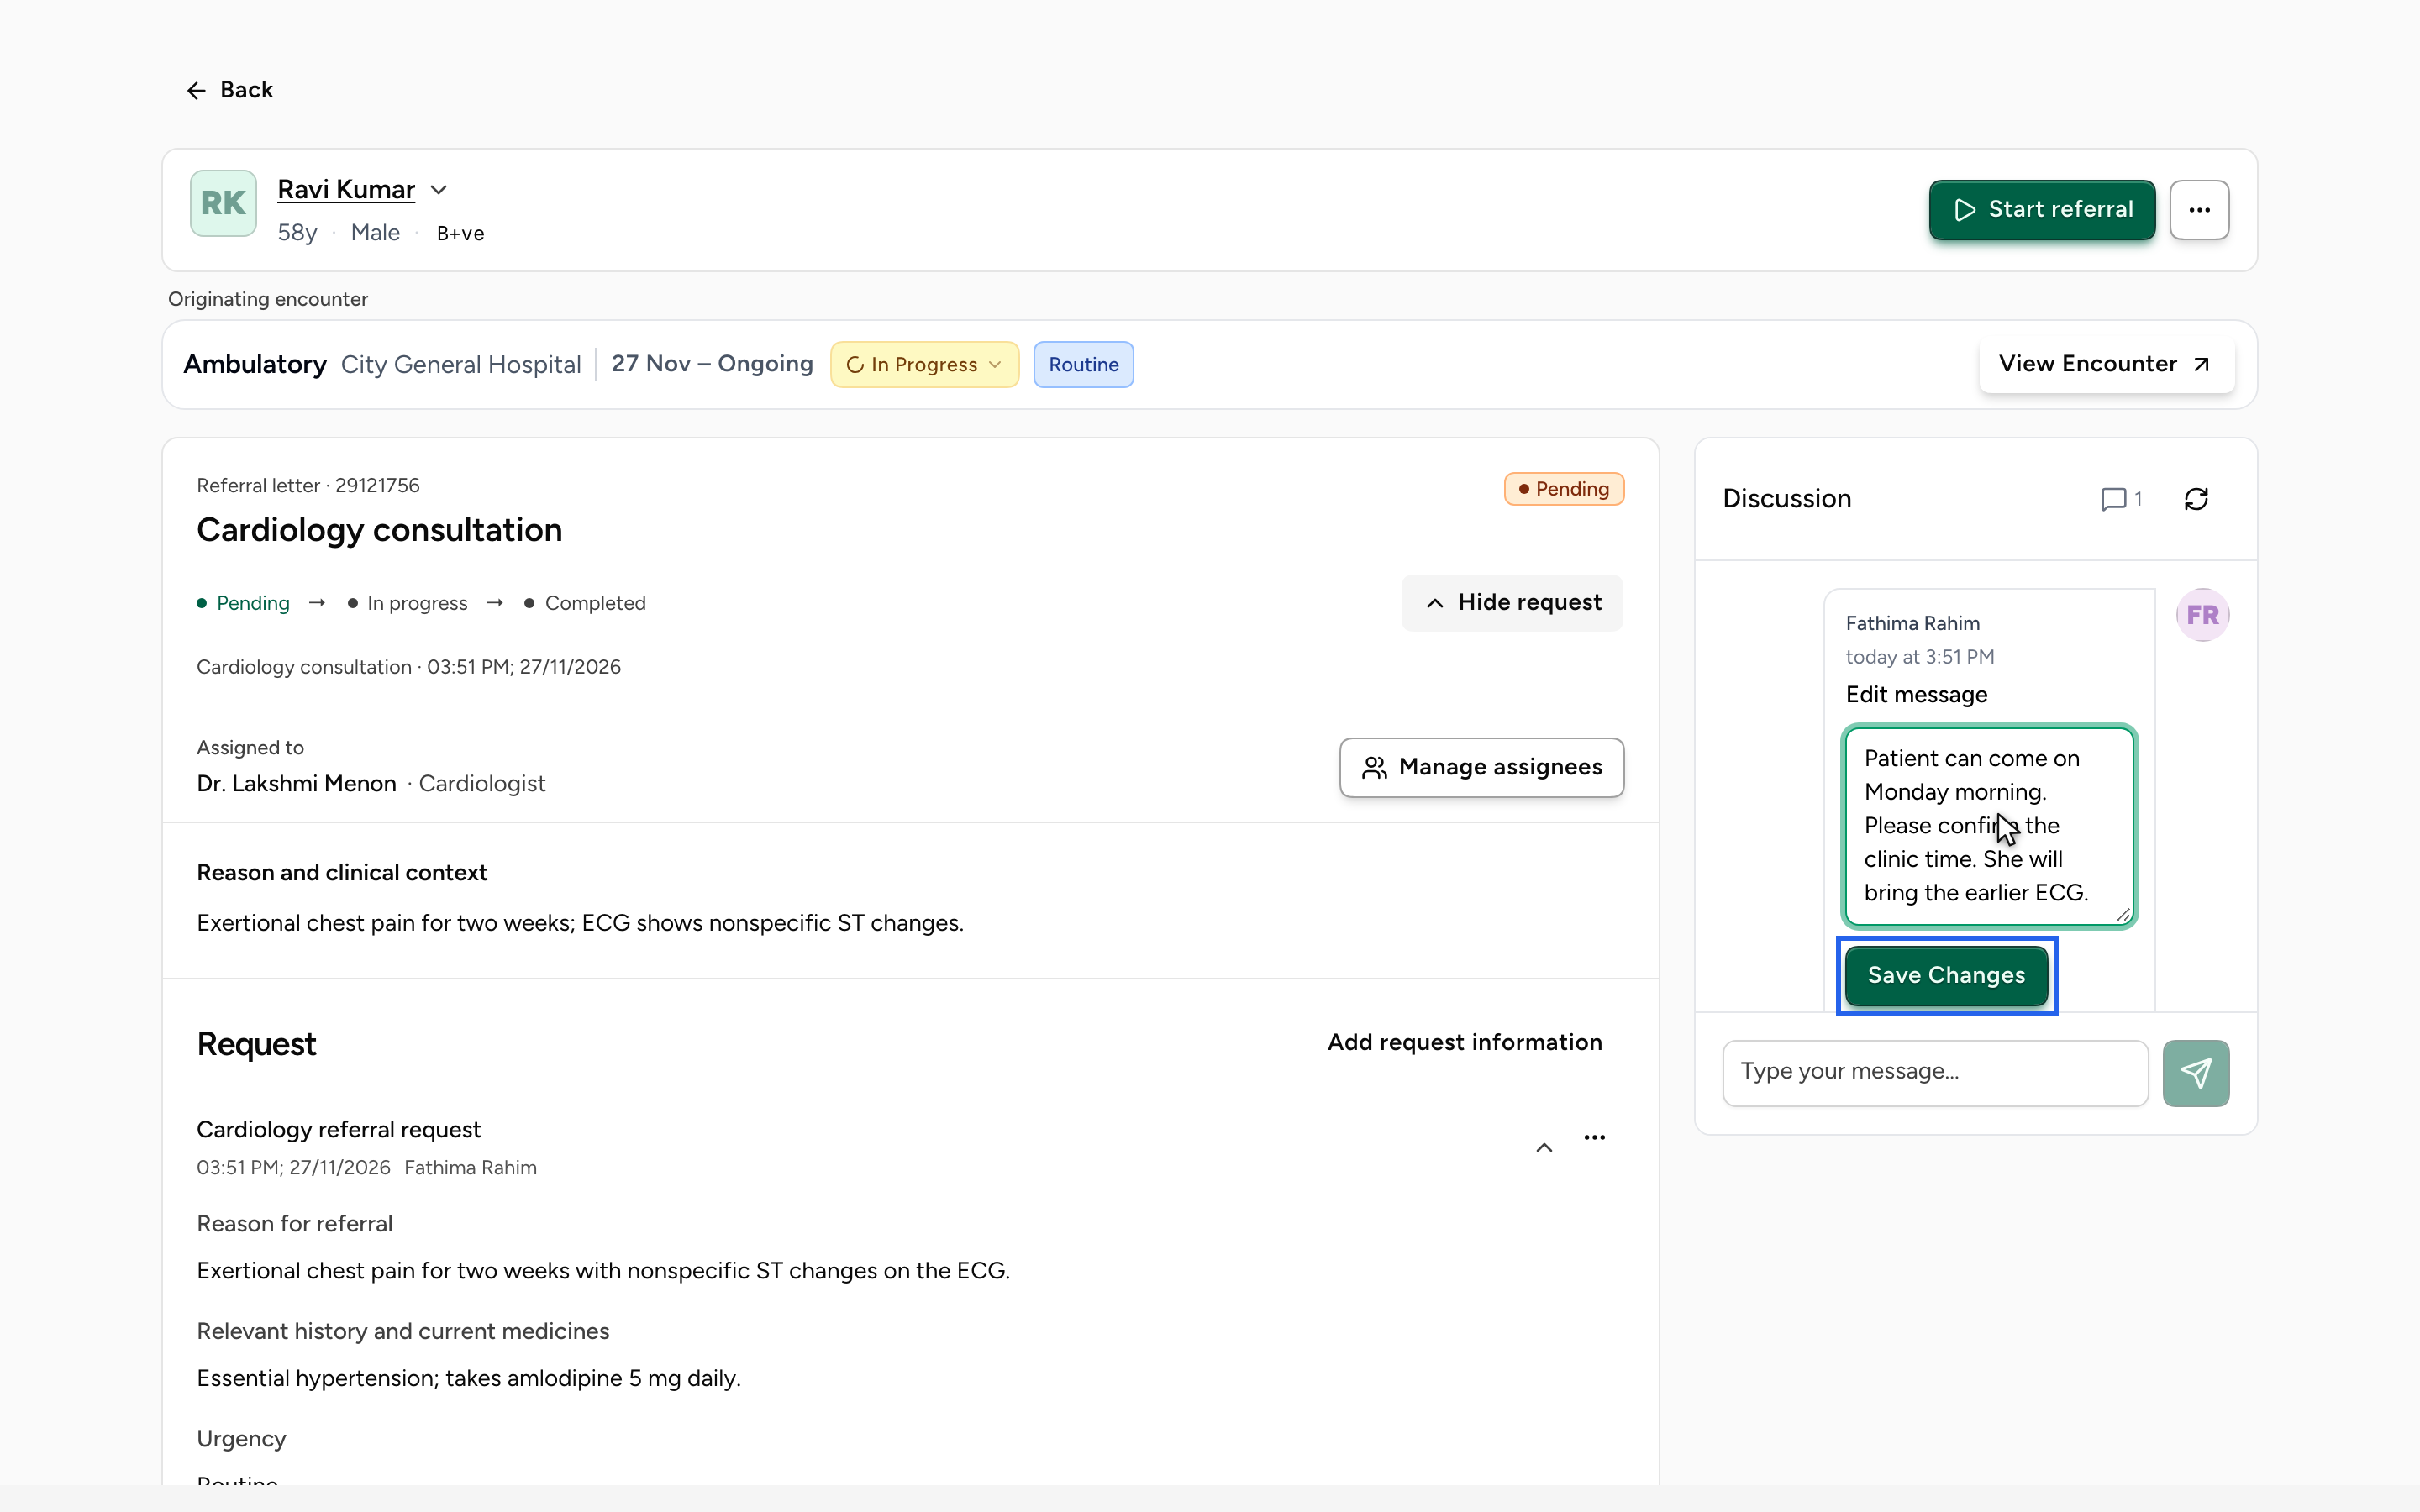 Back
RK
Ravi Kumar
58y · Male · B+ve
Start referral
Originating encounter
Ambulatory City General Hospital 27 Nov – Ongoing In Progress Routine
View Encounter
Referral letter · 29121756
Pending
Cardiology consultation
Pending → In progress → Completed
Hide request
Cardiology consultation · 03:51 PM; 27/11/2026
Assigned to
Dr. Lakshmi Menon · Cardiologist
Manage assignees
Reason and clinical context
Exertional chest pain for two weeks; ECG shows nonspecific ST changes.
Request
Add request information
Cardiology referral request
03:51 PM; 27/11/2026 Fathima Rahim
Reason for referral
Exertional chest pain for two weeks with nonspecific ST changes on the ECG.
Relevant history and current medicines
Essential hypertension; takes amlodipine 5 mg daily.
Urgency
Routine
Discussion
1
FR
Fathima Rahim
today at 3:51 PM
Edit message
Patient can come on
Monday morning.
Please confirm the
clinic time. She will
bring the earlier ECG.
Save Changes
Type your message...